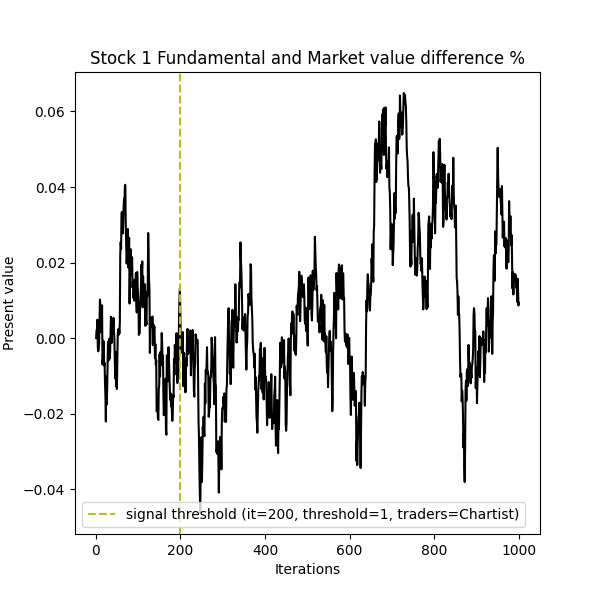 Stock 1 Fundamental and Market value difference %
Present value
0.06
0.04
0.02
0.00
−0.02
−0.04
signal threshold (it=200, threshold=1, traders=Chartist)
0 200 400 600 800 1000
Iterations